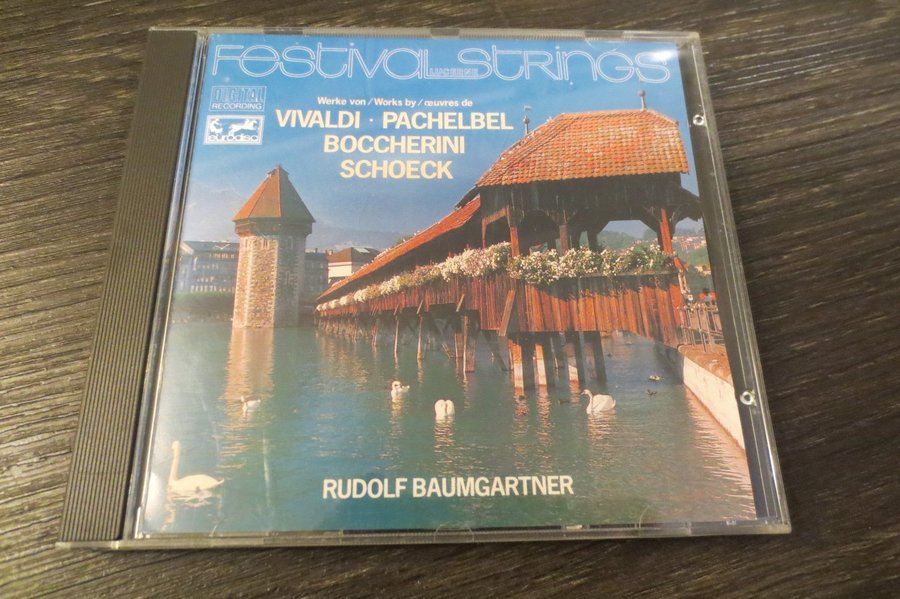 Festival Strings
LUCERNE
DIGITAL
RECORDING
eurodisc
Werke von / Works by / œuvres de
VIVALDI · PACHELBEL
BOCCHERINI
SCHOECK
RUDOLF BAUMGARTNER